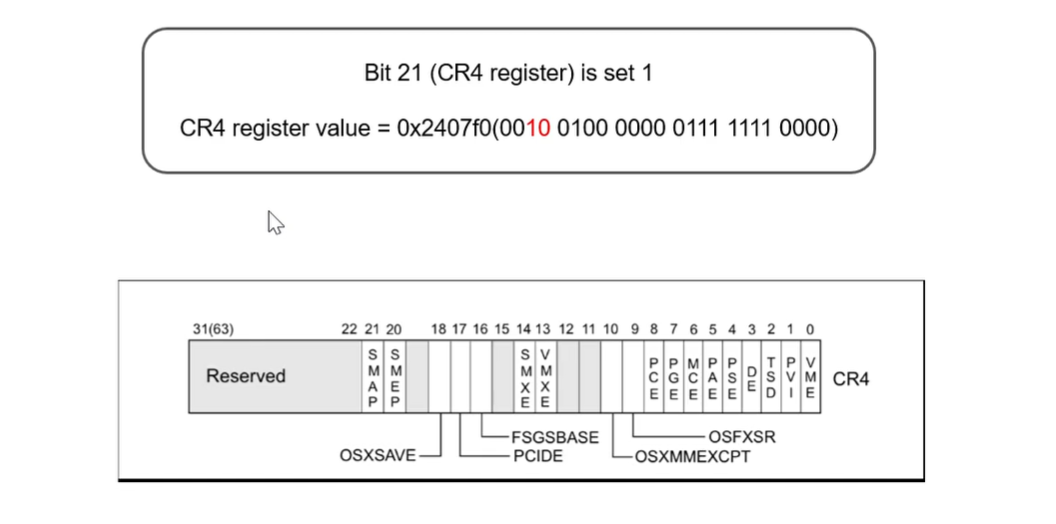 Bit 21 (CR4 register) is set 1
CR4 register value = 0x2407f0(0010 0100 0000 0111 1111 0000)
31(63) 22 21 20 18 17 16 15 14 13 12 11 10 9 8 7 6 5 4 3 2 1 0
Reserved SMAP SMEP SMXE VMXE PCE PGE MCE PAE PSE DE TSD PVI VME CR4
FSGSBASE OSFXSR
OSXSAVE PCIDE OSXMMEXCPT